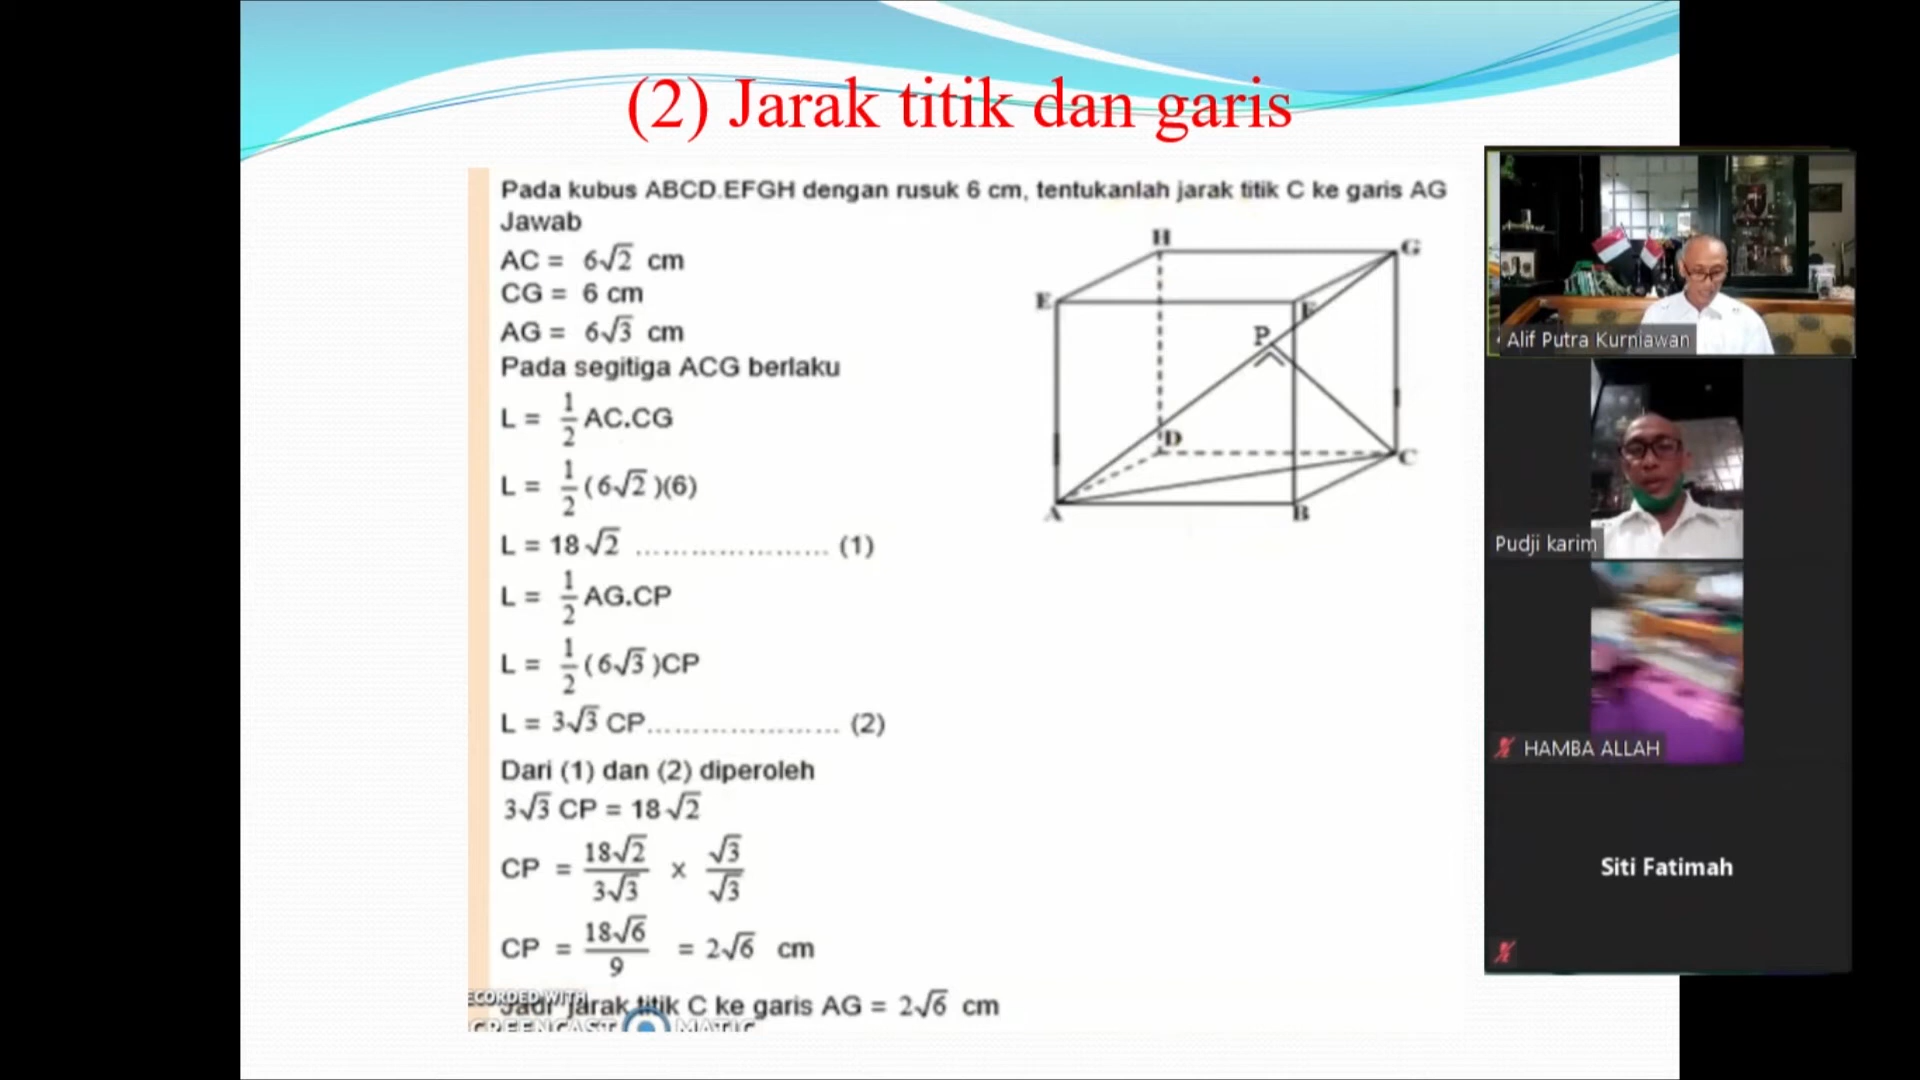 (2) Jarak titik dan garis
Pada kubus ABCD.EFGH dengan rusuk 6 cm, tentukanlah jarak titik C ke garis AG
Jawab
AC = 6√2 cm
CG = 6 cm
AG = 6√3 cm
Pada segitiga ACG berlaku
L = 1/2 AC.CG
L = 1/2 (6√2)(6)
L = 18√2 ..................... (1)
L = 1/2 AG.CP
L = 1/2 (6√3)CP
L = 3√3 CP..................... (2)
Dari (1) dan (2) diperoleh
3√3 CP = 18√2
CP = 18√2/3√3 x √3/√3
CP = 18√6/9 = 2√6 cm
Jadi jarak titik C ke garis AG = 2√6 cm
RECORDED WITH
SCREENCAST MATIC
H
G
E
F
P
D
C
A
B
Alif Putra Kurniawan
Pudji karim
HAMBA ALLAH
Siti Fatimah